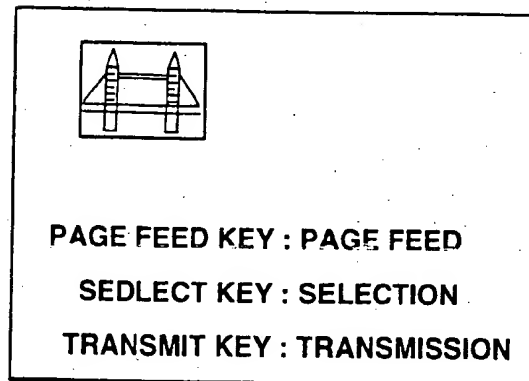 PAGE FEED KEY : PAGE FEED
SEDLECT KEY : SELECTION
TRANSMIT KEY : TRANSMISSION